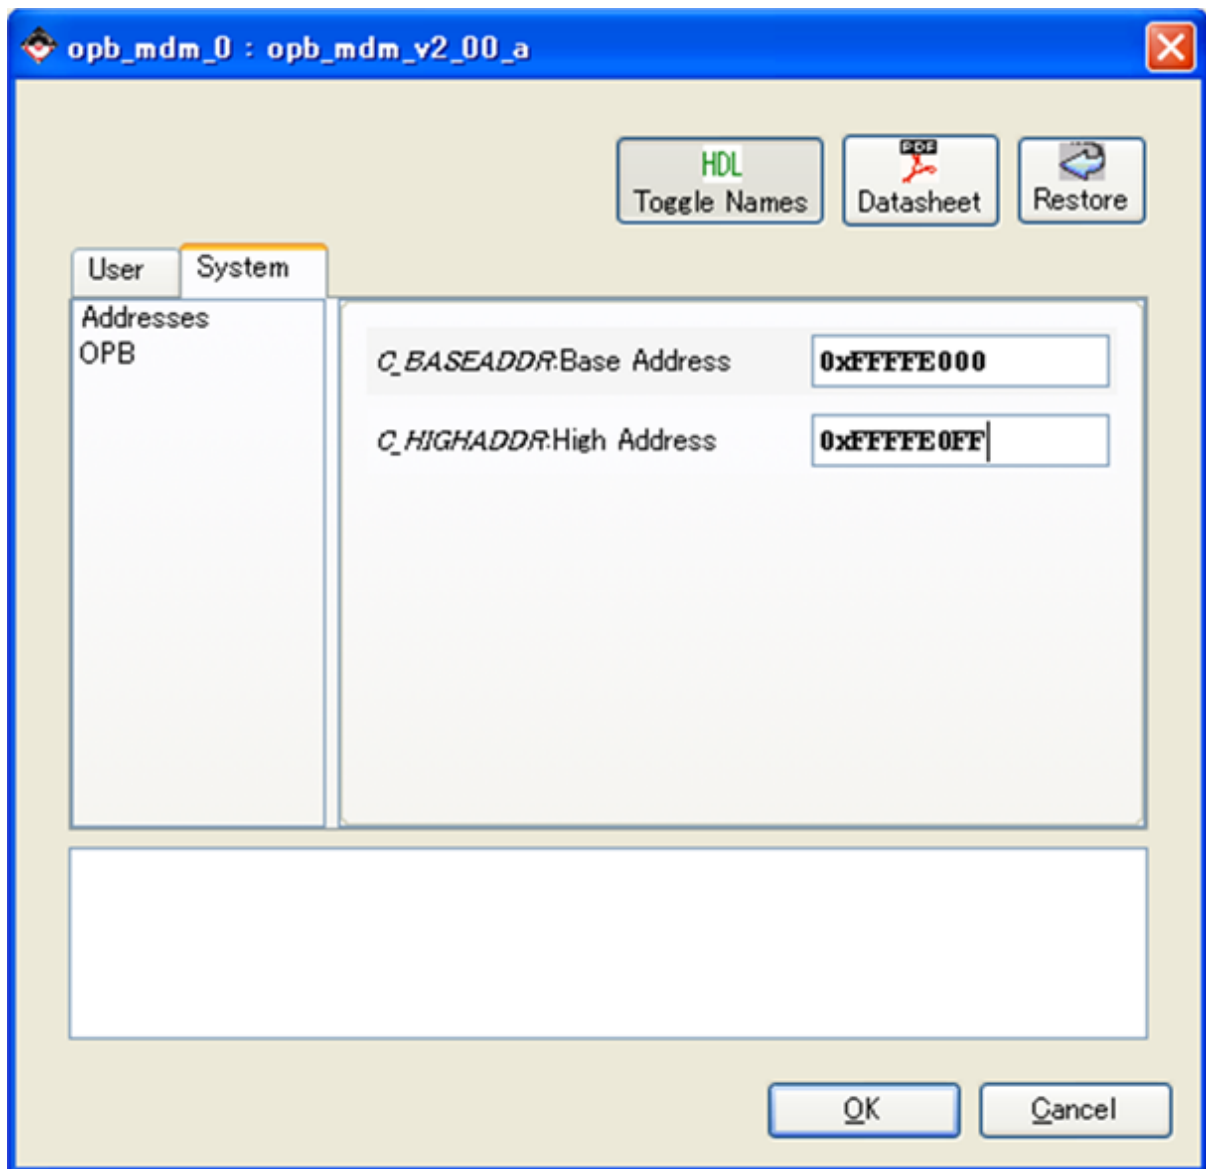 opb_mdm_0 : opb_mdm_v2_00_a
HDL
Toggle Names
PDF
Datasheet
Restore
User
System
Addresses
OPB
C_BASEADDR:Base Address
0xFFFFE000
C_HIGHADDR:High Address
0xFFFFE0FF
OK
Cancel